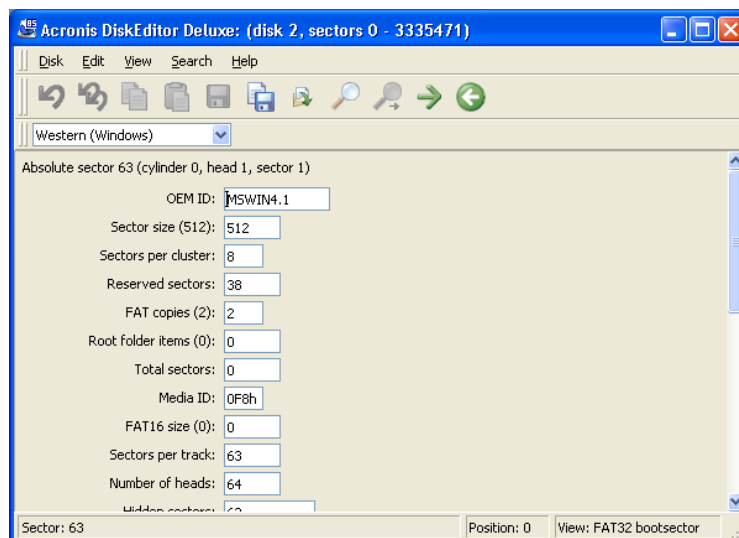 Acronis DiskEditor Deluxe: (disk 2, sectors 0 - 3335471)
Disk Edit View Search Help
Western (Windows)
Absolute sector 63 (cylinder 0, head 1, sector 1)
OEM ID: MSWIN4.1
Sector size (512): 512
Sectors per cluster: 8
Reserved sectors: 38
FAT copies (2): 2
Root folder items (0): 0
Total sectors: 0
Media ID: 0F8h
FAT16 size (0): 0
Sectors per track: 63
Number of heads: 64
Hidden sectors: 63
Sector: 63 Position: 0 View: FAT32 bootsector